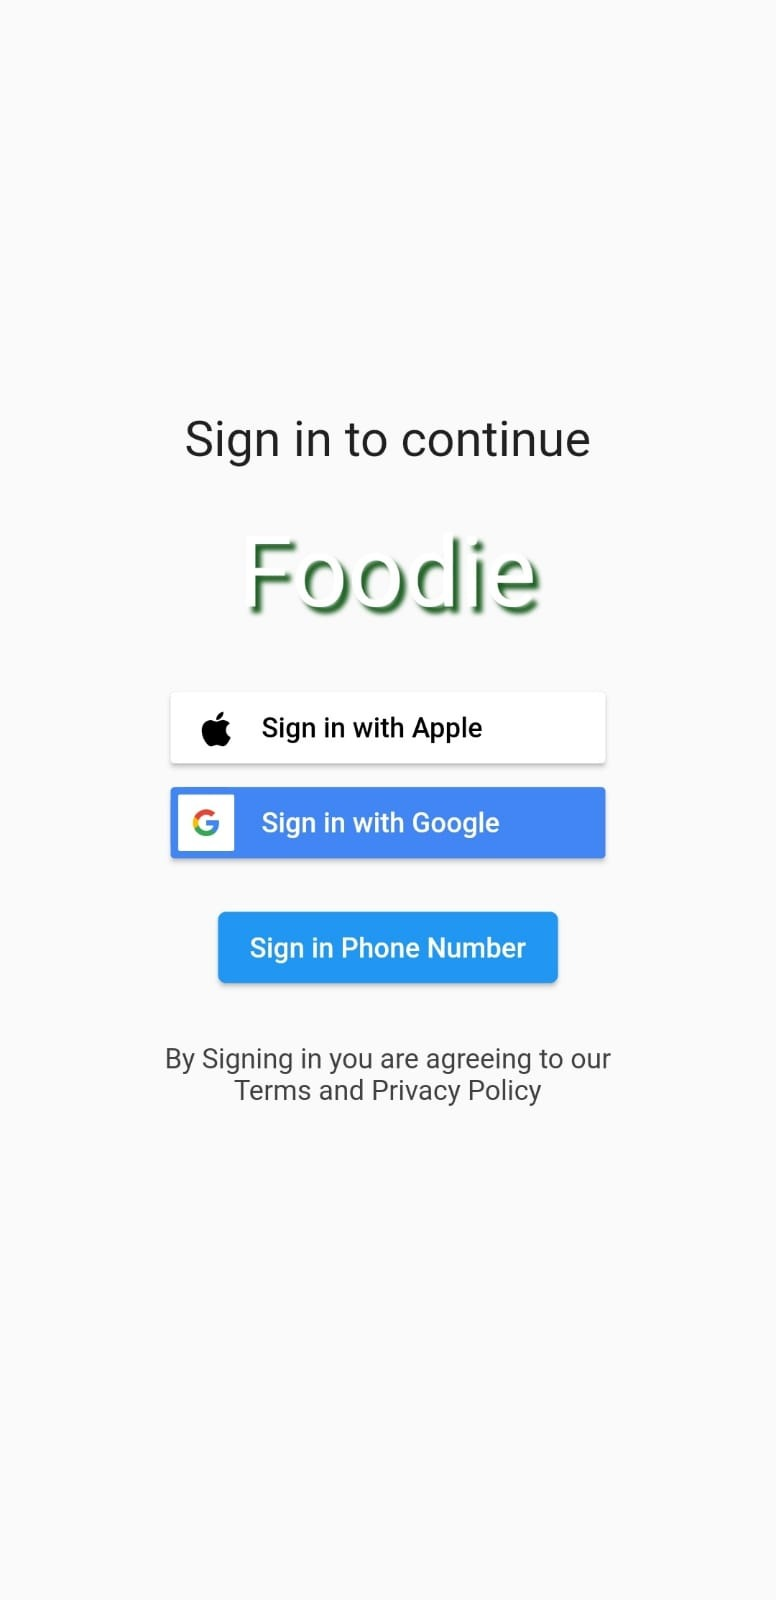 Sign in to continue
Foodie
Sign in with Apple
Sign in with Google
Sign in Phone Number
By Signing in you are agreeing to our
Terms and Privacy Policy